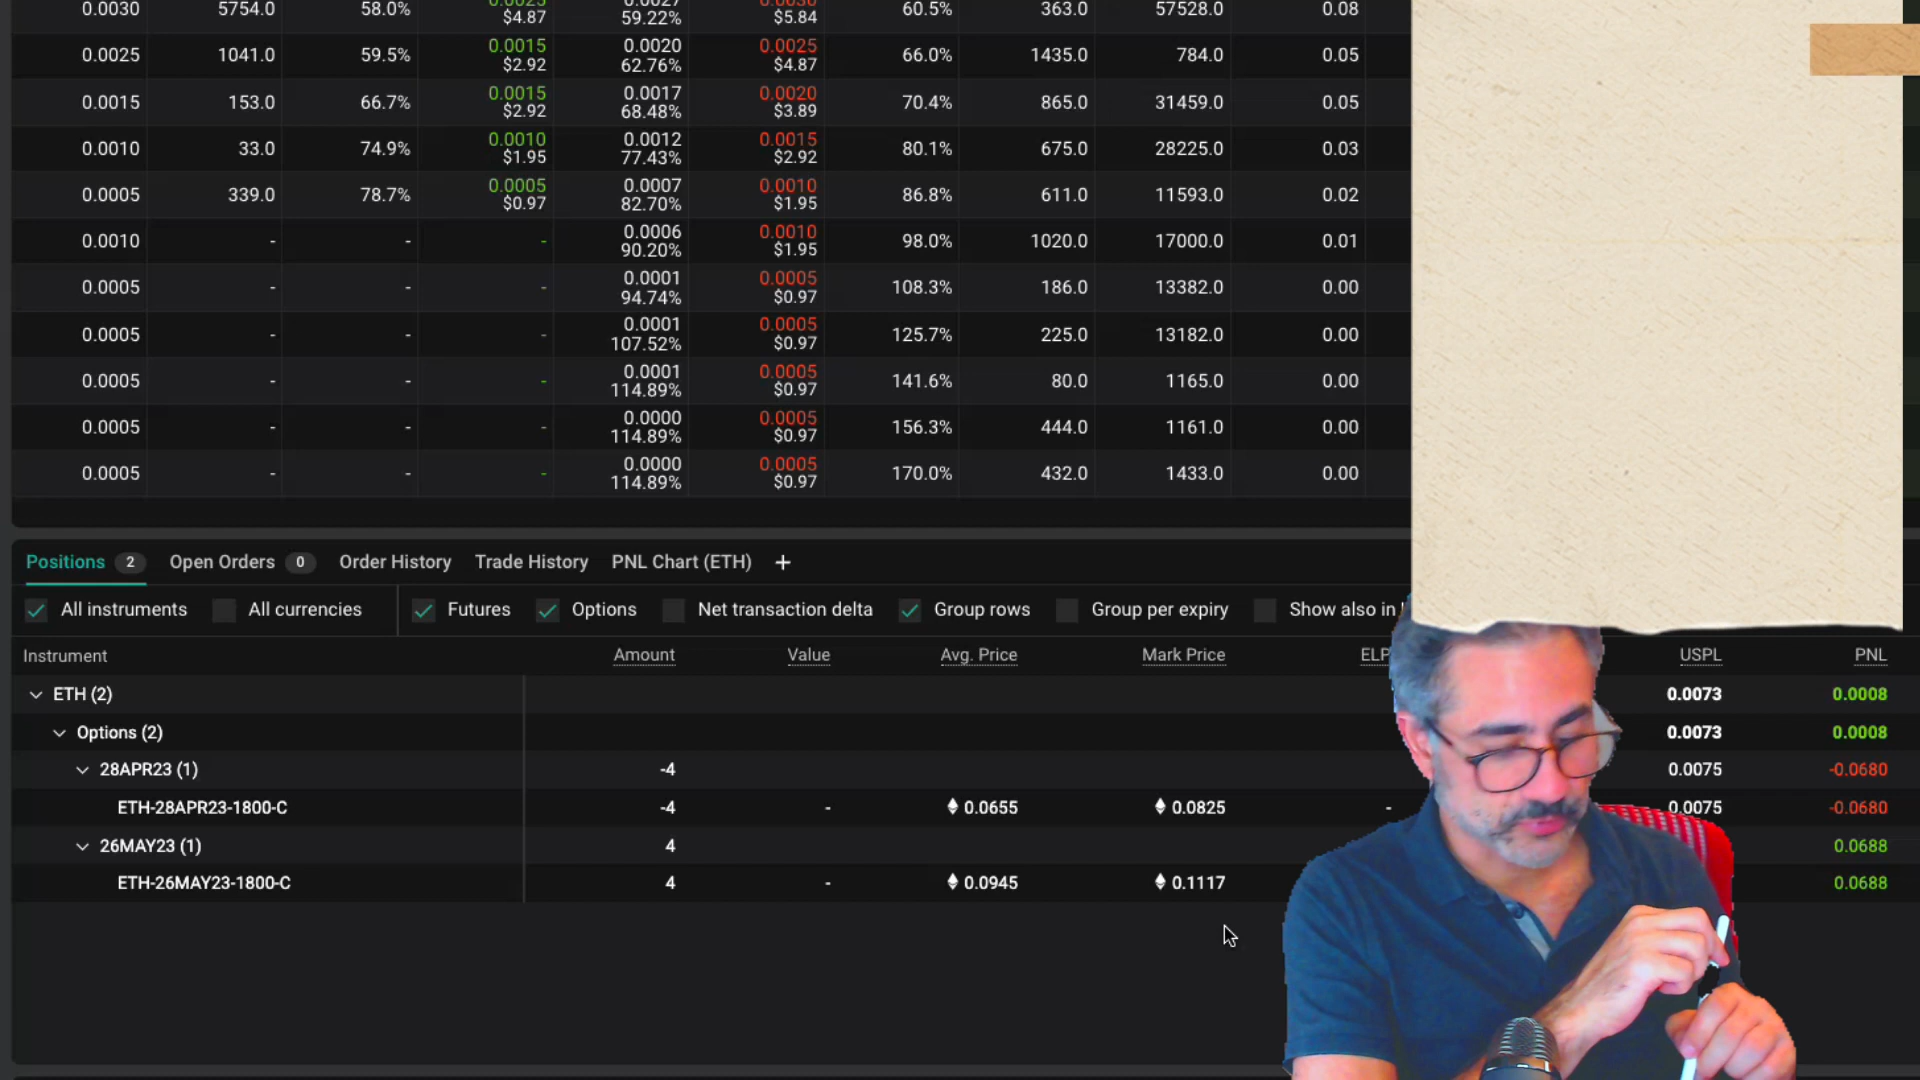 0.0030 5754.0 58.0% $4.87 59.22% $5.84 60.5% 363.0 57528.0 0.08
0.0025 1041.0 59.5% 0.0015 $2.92 0.0020 62.76% 0.0025 $4.87 66.0% 1435.0 784.0 0.05
0.0015 153.0 66.7% 0.0015 $2.92 0.0017 68.48% 0.0020 $3.89 70.4% 865.0 31459.0 0.05
0.0010 33.0 74.9% 0.0010 $1.95 0.0012 77.43% 0.0015 $2.92 80.1% 675.0 28225.0 0.03
0.0005 339.0 78.7% 0.0005 $0.97 0.0007 82.70% 0.0010 $1.95 86.8% 611.0 11593.0 0.02
0.0010 - - - 0.0006 90.20% 0.0010 $1.95 98.0% 1020.0 17000.0 0.01
0.0005 - - - 0.0001 94.74% 0.0005 $0.97 108.3% 186.0 13382.0 0.00
0.0005 - - - 0.0001 107.52% 0.0005 $0.97 125.7% 225.0 13182.0 0.00
0.0005 - - - 0.0001 114.89% 0.0005 $0.97 141.6% 80.0 1165.0 0.00
0.0005 - - - 0.0000 114.89% 0.0005 $0.97 156.3% 444.0 1161.0 0.00
0.0005 - - - 0.0000 114.89% 0.0005 $0.97 170.0% 432.0 1433.0 0.00
Positions 2 Open Orders 0 Order History Trade History PNL Chart (ETH) +
All instruments All currencies Futures Options Net transaction delta Group rows Group per expiry Show also in
Instrument Amount Value Avg. Price Mark Price ELP USPL PNL
ETH (2) 0.0073 0.0008
Options (2) 0.0073 0.0008
28APR23 (1) -4 0.0075 -0.0680
ETH-28APR23-1800-C -4 - 0.0655 0.0825 - 0.0075 -0.0680
26MAY23 (1) 4 0.0688
ETH-26MAY23-1800-C 4 - 0.0945 0.1117 0.0688